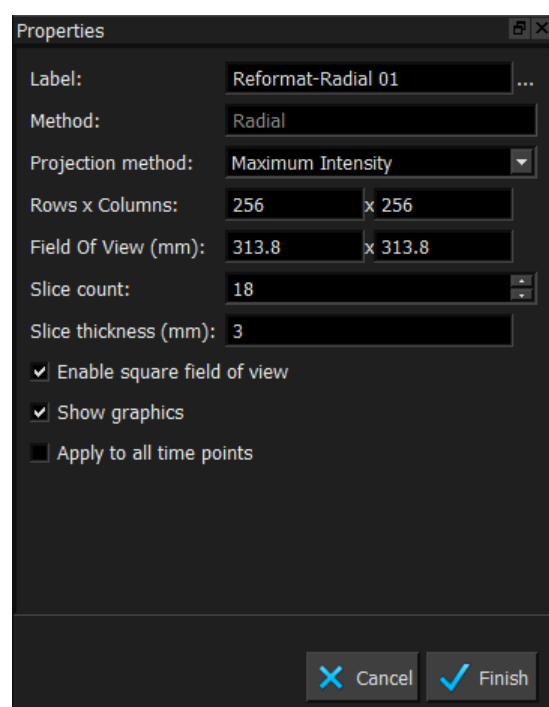 Properties
Label: Reformat-Radial 01 ...
Method: Radial
Projection method: Maximum Intensity
Rows x Columns: 256 x 256
Field Of View (mm): 313.8 x 313.8
Slice count: 18
Slice thickness (mm): 3
Enable square field of view
Show graphics
Apply to all time points
Cancel Finish